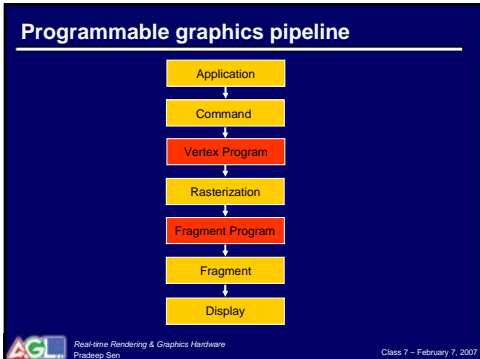 Programmable graphics pipeline
Application
Command
Vertex Program
Rasterization
Fragment Program
Fragment
Display
AGL
Real-time Rendering & Graphics Hardware
Pradeep Sen
Class 7 – February 7, 2007